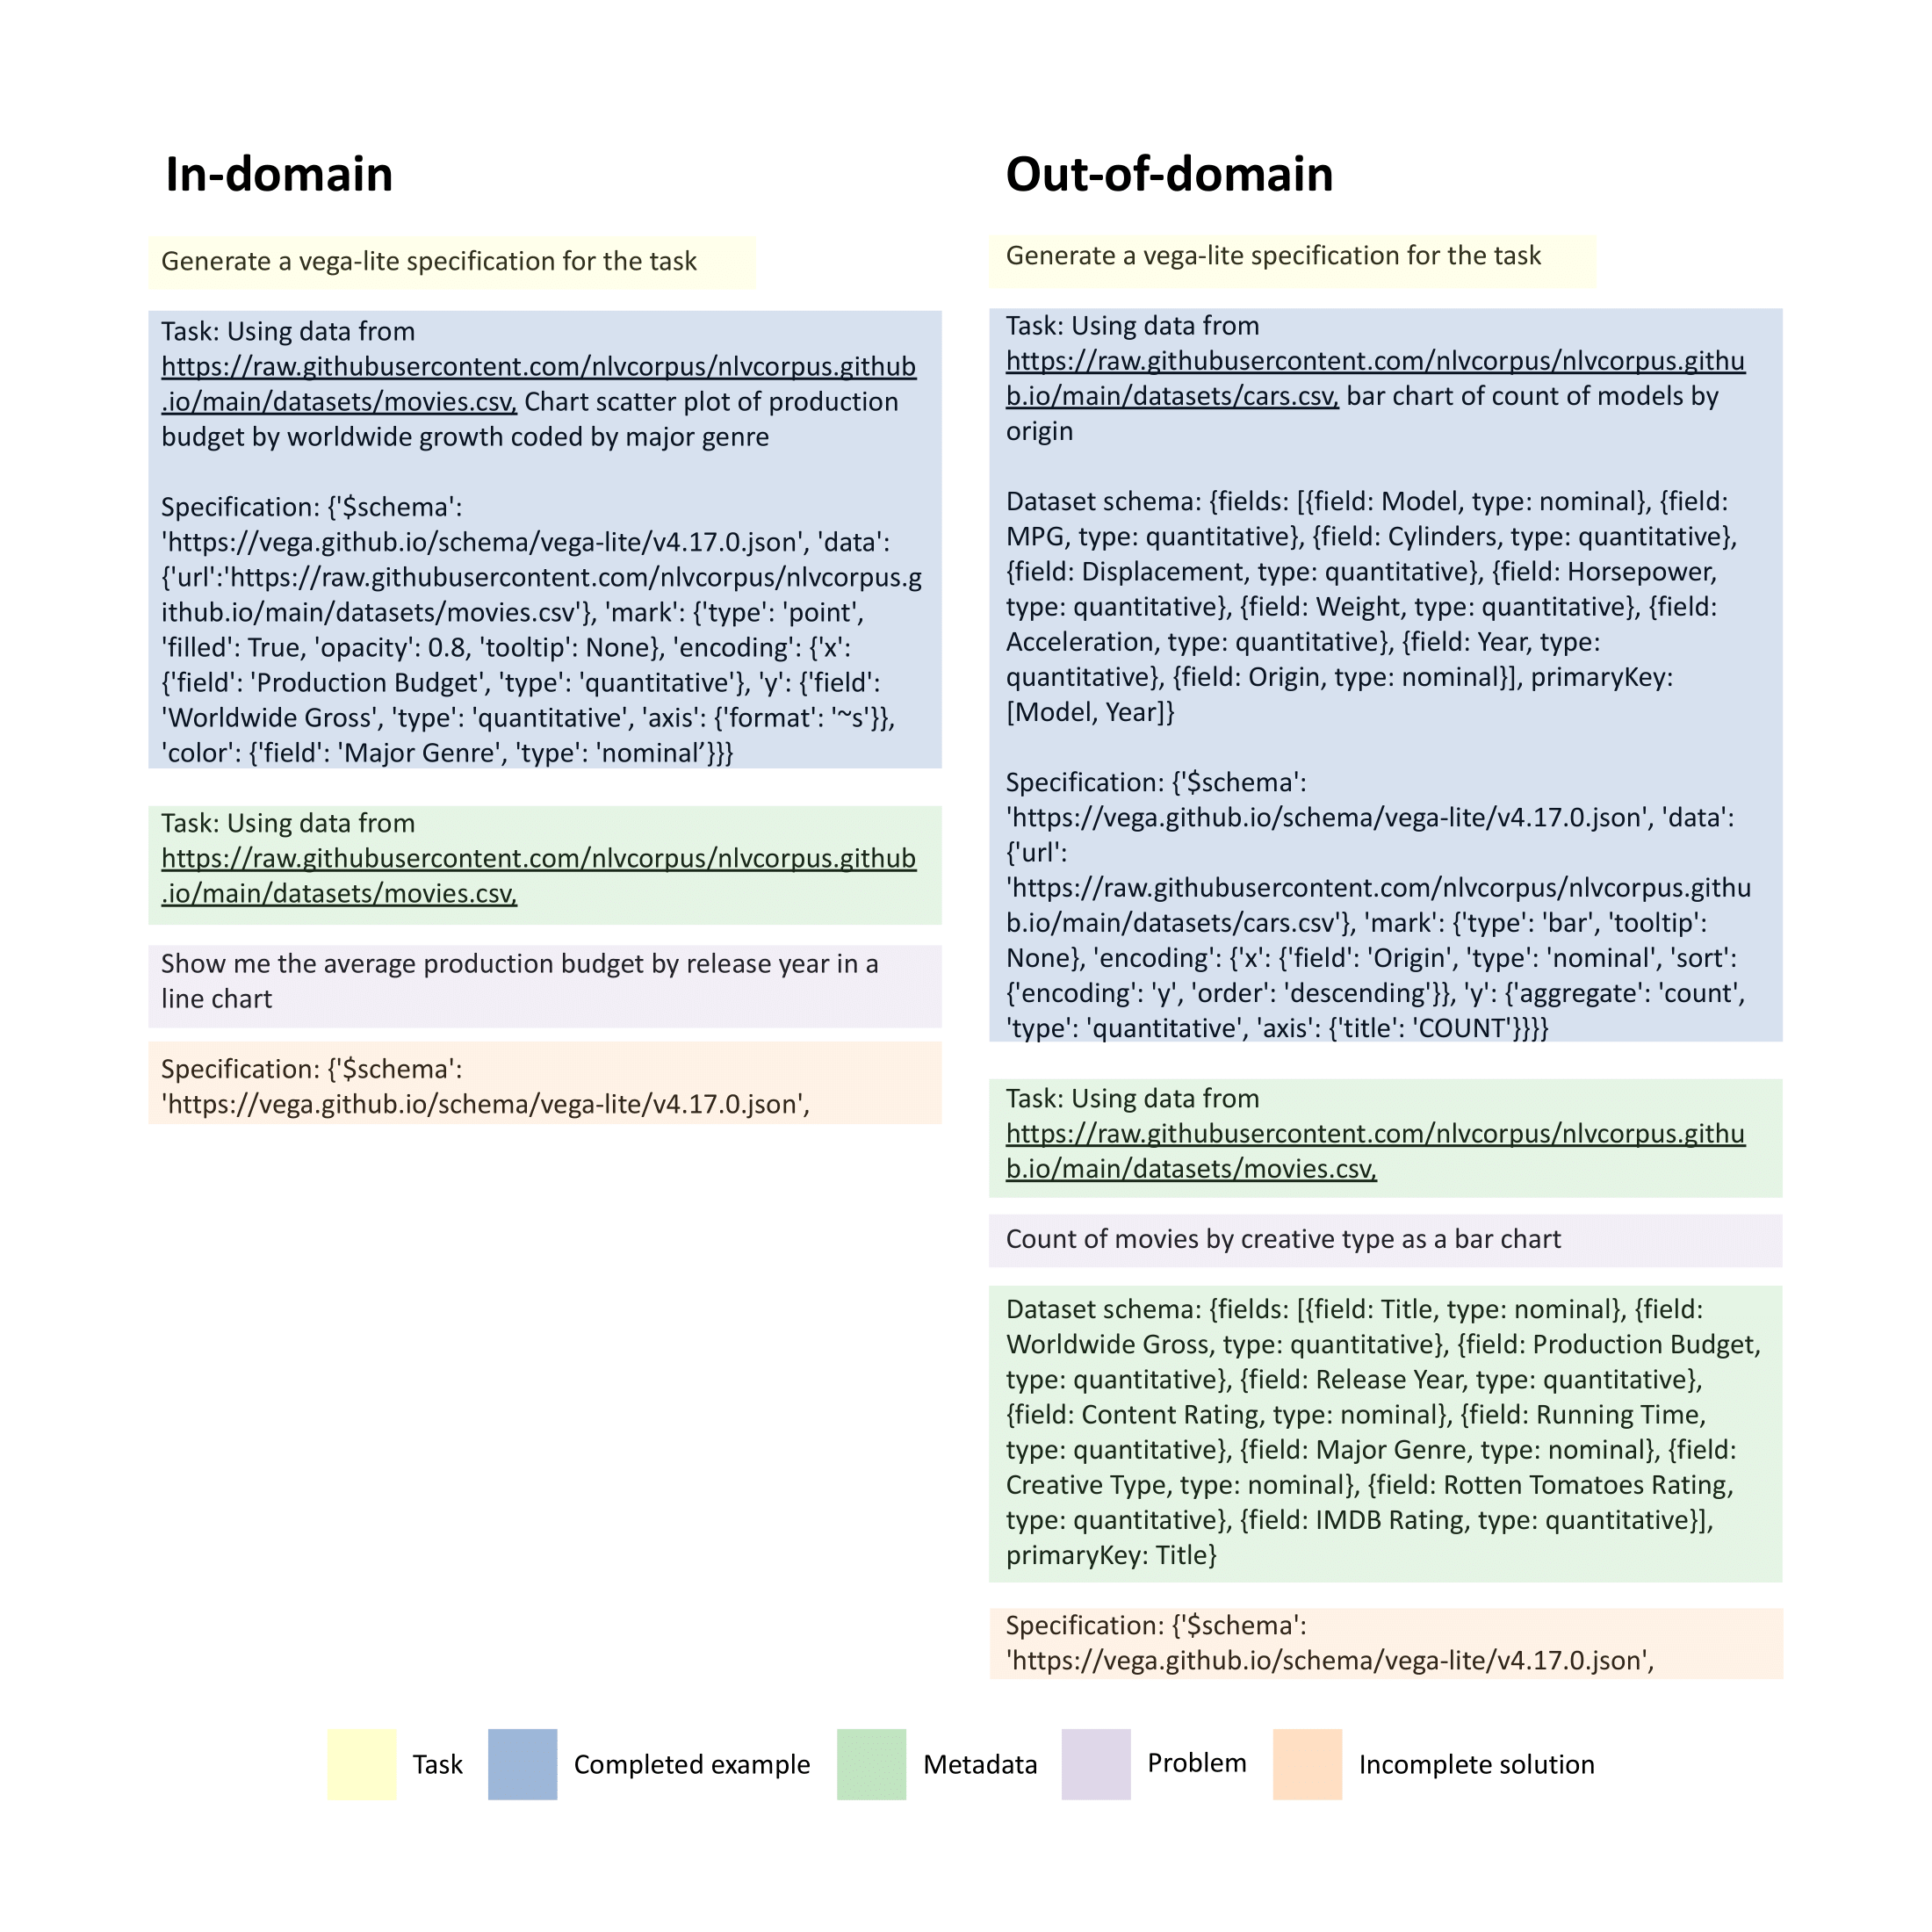 In-domain
Generate a vega-lite specification for the task
Task: Using data from
https://raw.githubusercontent.com/nlvcorpus/nlvcorpus.github
.io/main/datasets/movies.csv, Chart scatter plot of production
budget by worldwide growth coded by major genre
Specification: {'$schema':
'https://vega.github.io/schema/vega-lite/v4.17.0.json', 'data':
{'url':'https://raw.githubusercontent.com/nlvcorpus/nlvcorpus.g
ithub.io/main/datasets/movies.csv'}, 'mark': {'type': 'point',
'filled': True, 'opacity': 0.8, 'tooltip': None}, 'encoding': {'x':
{'field': 'Production Budget', 'type': 'quantitative'}, 'y': {'field':
'Worldwide Gross', 'type': 'quantitative', 'axis': {'format': '~s'}},
'color': {'field': 'Major Genre', 'type': 'nominal’}}}
Task: Using data from
https://raw.githubusercontent.com/nlvcorpus/nlvcorpus.github
.io/main/datasets/movies.csv,
Show me the average production budget by release year in a
line chart
Specification: {'$schema':
'https://vega.github.io/schema/vega-lite/v4.17.0.json',
Out-of-domain
Generate a vega-lite specification for the task
Task: Using data from
https://raw.githubusercontent.com/nlvcorpus/nlvcorpus.githu
b.io/main/datasets/cars.csv, bar chart of count of models by
origin
Dataset schema: {fields: [{field: Model, type: nominal}, {field:
MPG, type: quantitative}, {field: Cylinders, type: quantitative},
{field: Displacement, type: quantitative}, {field: Horsepower,
type: quantitative}, {field: Weight, type: quantitative}, {field:
Acceleration, type: quantitative}, {field: Year, type:
quantitative}, {field: Origin, type: nominal}], primaryKey:
[Model, Year]}
Specification: {'$schema':
'https://vega.github.io/schema/vega-lite/v4.17.0.json', 'data':
{'url':
'https://raw.githubusercontent.com/nlvcorpus/nlvcorpus.githu
b.io/main/datasets/cars.csv'}, 'mark': {'type': 'bar', 'tooltip':
None}, 'encoding': {'x': {'field': 'Origin', 'type': 'nominal', 'sort':
{'encoding': 'y', 'order': 'descending'}}, 'y': {'aggregate': 'count',
'type': 'quantitative', 'axis': {'title': 'COUNT'}}}}
Task: Using data from
https://raw.githubusercontent.com/nlvcorpus/nlvcorpus.githu
b.io/main/datasets/movies.csv,
Count of movies by creative type as a bar chart
Dataset schema: {fields: [{field: Title, type: nominal}, {field:
Worldwide Gross, type: quantitative}, {field: Production Budget,
type: quantitative}, {field: Release Year, type: quantitative},
{field: Content Rating, type: nominal}, {field: Running Time,
type: quantitative}, {field: Major Genre, type: nominal}, {field:
Creative Type, type: nominal}, {field: Rotten Tomatoes Rating,
type: quantitative}, {field: IMDB Rating, type: quantitative}],
primaryKey: Title}
Specification: {'$schema':
'https://vega.github.io/schema/vega-lite/v4.17.0.json',
Task
Completed example
Metadata
Problem
Incomplete solution